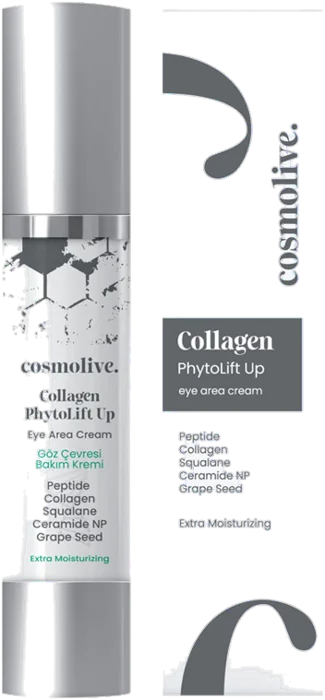 cosmolive.
Collagen
PhytoLift Up
Eye Area Cream
Göz Çevresi
Bakım Kremi
Peptide
Collagen
Squalane
Ceramide NP
Grape Seed
Extra Moisturizing
cosmolive.
Collagen
PhytoLift Up
eye area cream
Peptide
Collagen
Squalane
Ceramide NP
Grape Seed
Extra Moisturizing